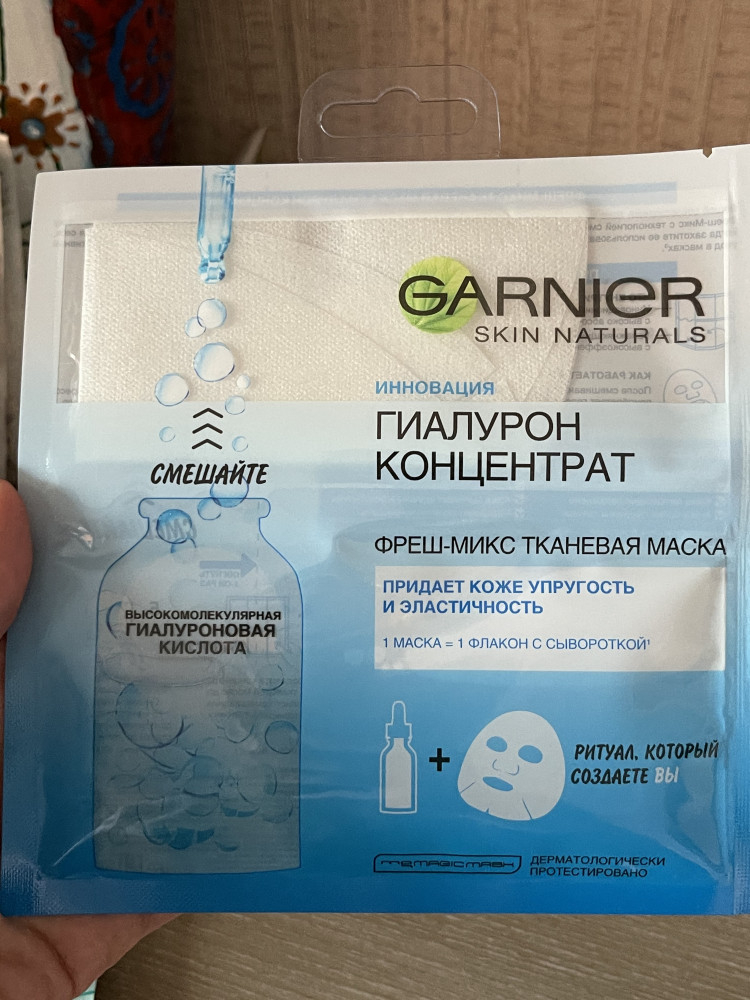 GARNIER
SKIN NATURALS
ИННОВАЦИЯ
ГИАЛУРОН
КОНЦЕНТРАТ
СМЕШАЙТЕ
ФРЕШ-МИКС ТКАНЕВАЯ МАСКА
ПРИДАЕТ КОЖЕ УПРУГОСТЬ
И ЭЛАСТИЧНОСТЬ
1 МАСКА = 1 ФЛАКОН С СЫВОРОТКОЙ¹
ВЫСОКОМОЛЕКУЛЯРНАЯ
ГИАЛУРОНОВАЯ
КИСЛОТА
+
РИТУАЛ, КОТОРЫЙ
СОЗДАЕТЕ ВЫ
ДЕРМАТОЛОГИЧЕСКИ
ПРОТЕСТИРОВАНО